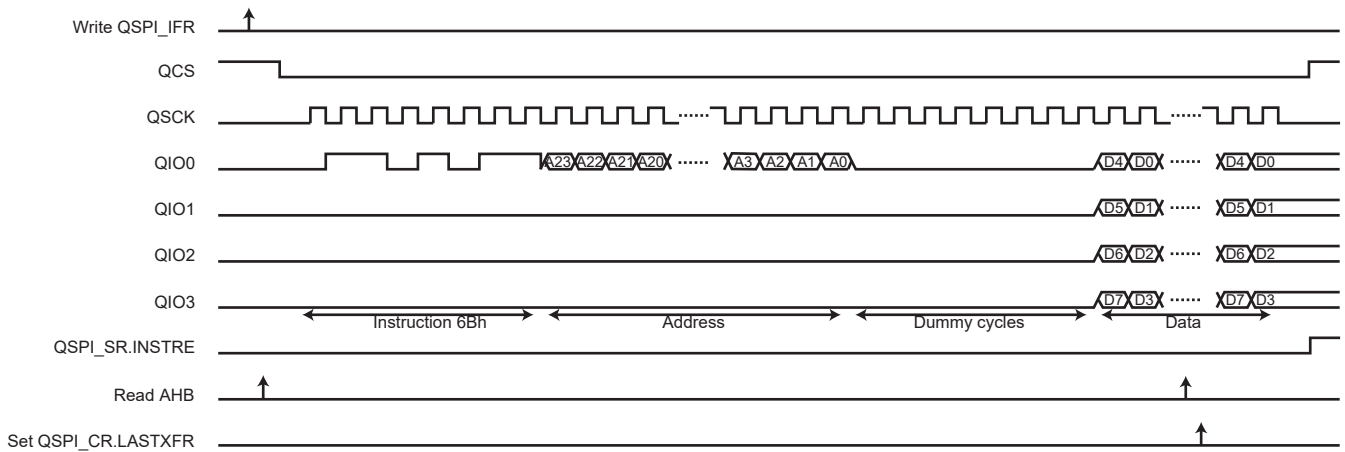 Write QSPI_IFR
QCS
QSCK ...... ......
QIO0 A23 A22 A21 A20 ...... A3 A2 A1 A0 D4 D0 ...... D4 D0
QIO1 D5 D1 ...... D5 D1
QIO2 D6 D2 ...... D6 D2
QIO3 D7 D3 ...... D7 D3
Instruction 6Bh Address Dummy cycles Data
QSPI_SR.INSTRE
Read AHB
Set QSPI_CR.LASTXFR